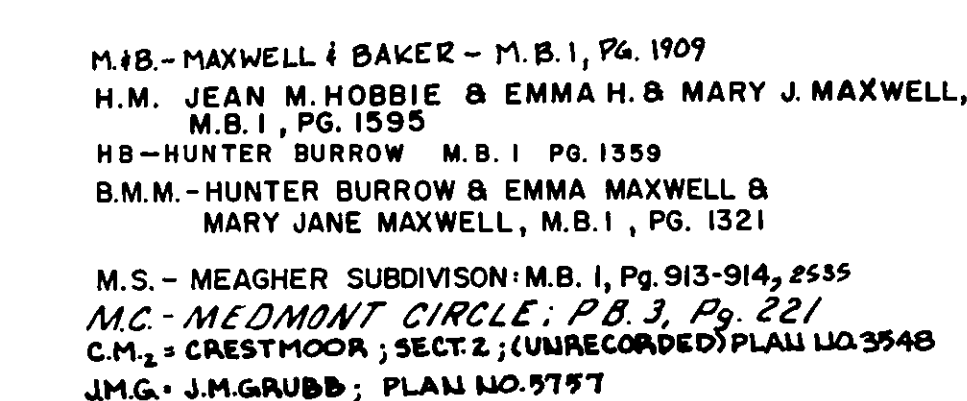 M.&B.- MAXWELL & BAKER - M.B. 1, PG. 1909
H.M. JEAN M. HOBBIE & EMMA H. & MARY J. MAXWELL,
M.B. 1 , PG. 1595
HB-HUNTER BURROW M.B. 1 PG. 1359
B.M.M.-HUNTER BURROW & EMMA MAXWELL &
MARY JANE MAXWELL, M.B. 1 , PG. 1321
M.S.- MEAGHER SUBDIVISON: M.B. 1, Pg. 913-914, 2535
M.C.- MEDMONT CIRCLE; P.B. 3, Pg. 221
C.M.2 = CRESTMOOR ; SECT. 2 ; (UNRECORDED) PLAN NO. 3548
J.M.G. • J.M.GRUBB ; PLAN NO. 5757